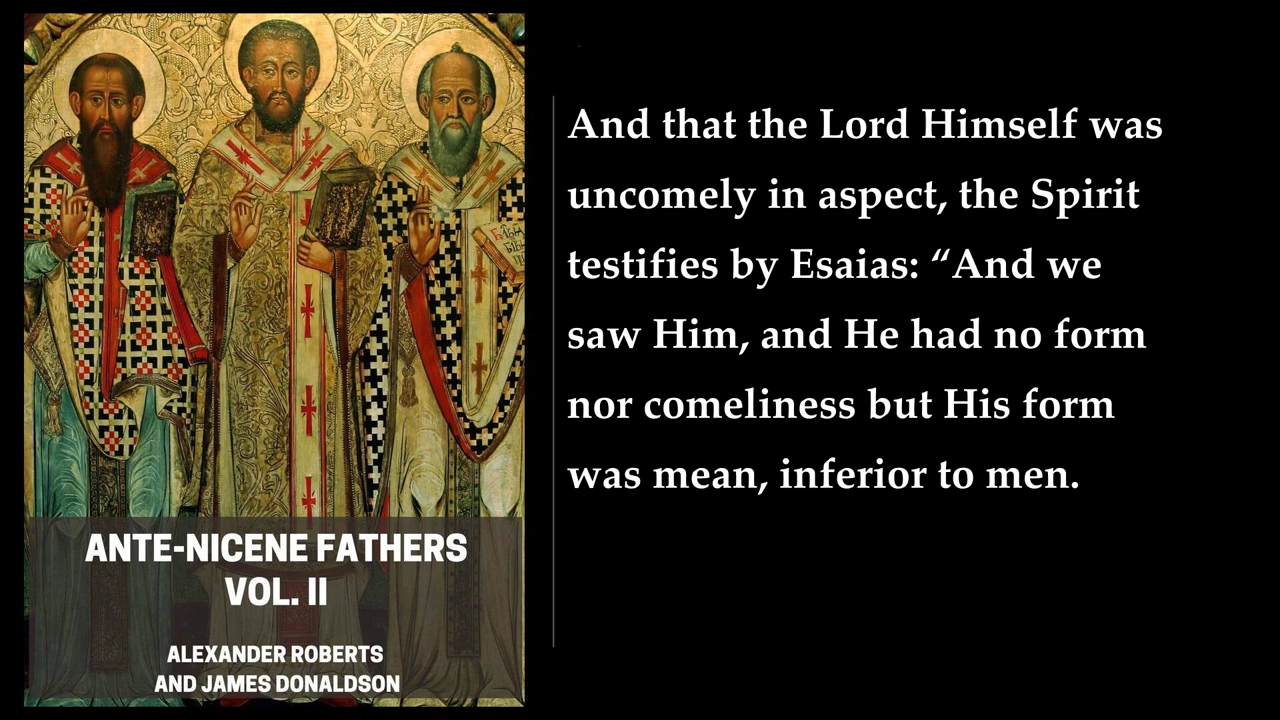 ANTE-NICENE FATHERS
VOL. II
ALEXANDER ROBERTS
AND JAMES DONALDSON
And that the Lord Himself was
uncomely in aspect, the Spirit
testifies by Esaias: “And we
saw Him, and He had no form
nor comeliness but His form
was mean, inferior to men.